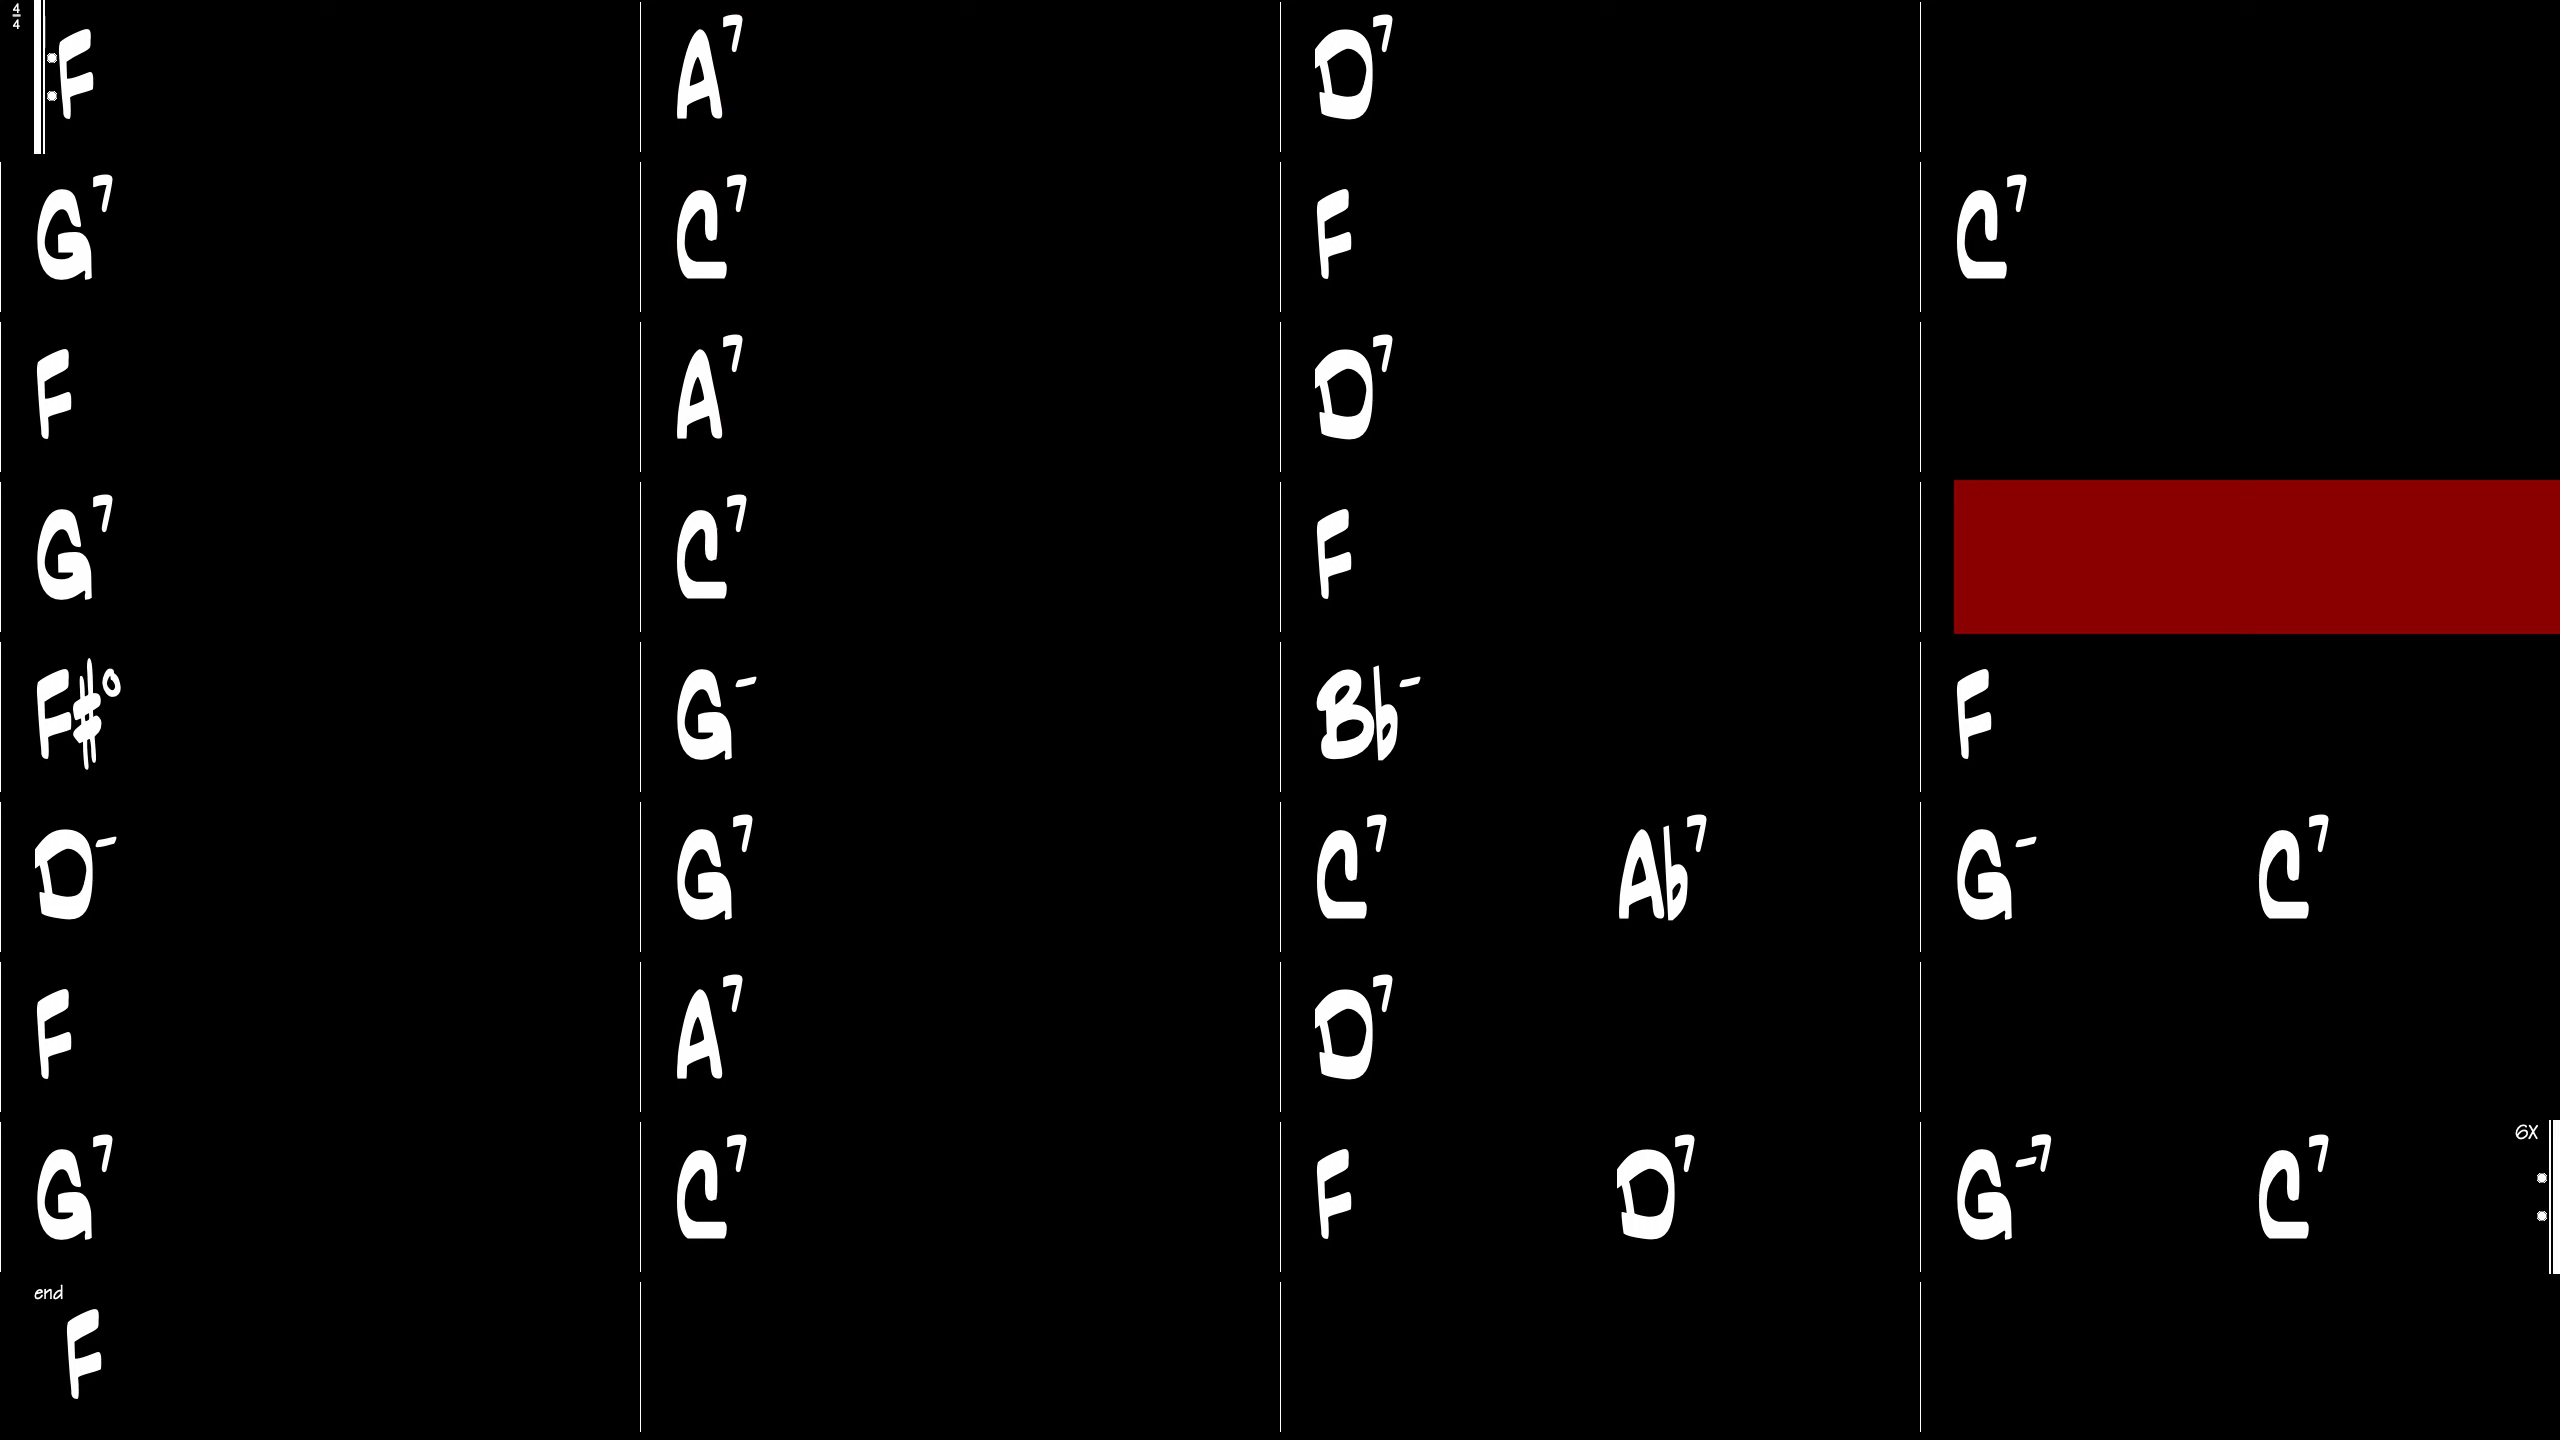 4/4 F A7 D7
G7 C7 F C7
F A7 D7
G7 C7 F
F#o G- Bb- F
D- G7 C7 Ab7 G- C7
F A7 D7
G7 C7 F D7 G-7 C7 6X
end
F